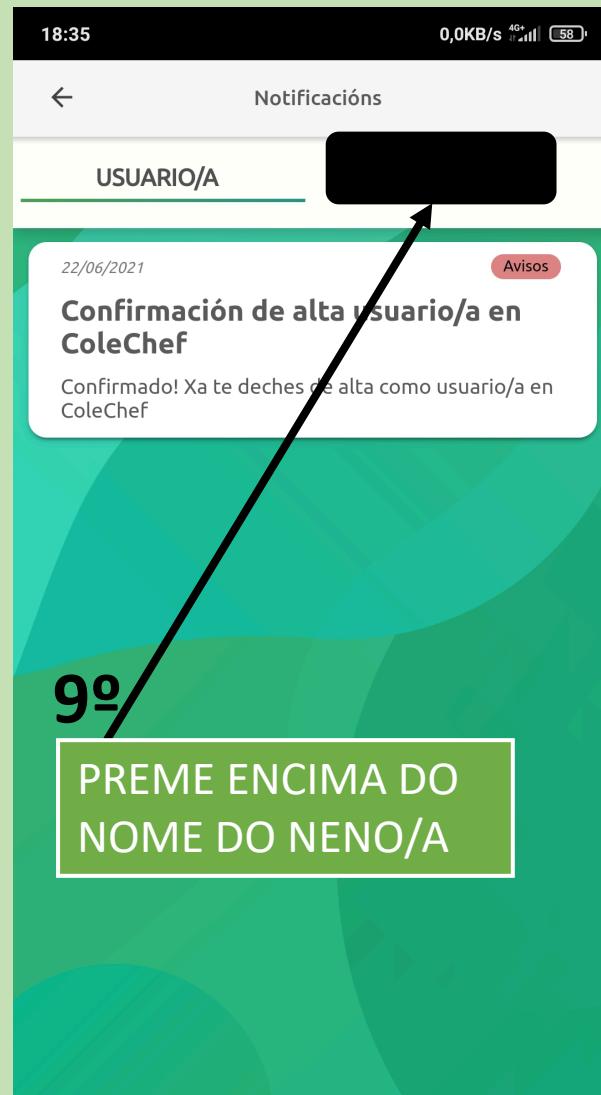 18:35
0,0KB/s 4G+ 58
Notificacións
USUARIO/A
22/06/2021
Avisos
Confirmación de alta usuario/a en
ColeChef
Confirmado! Xa te deches de alta como usuario/a en
ColeChef
9º
PREME ENCIMA DO
NOME DO NENO/A